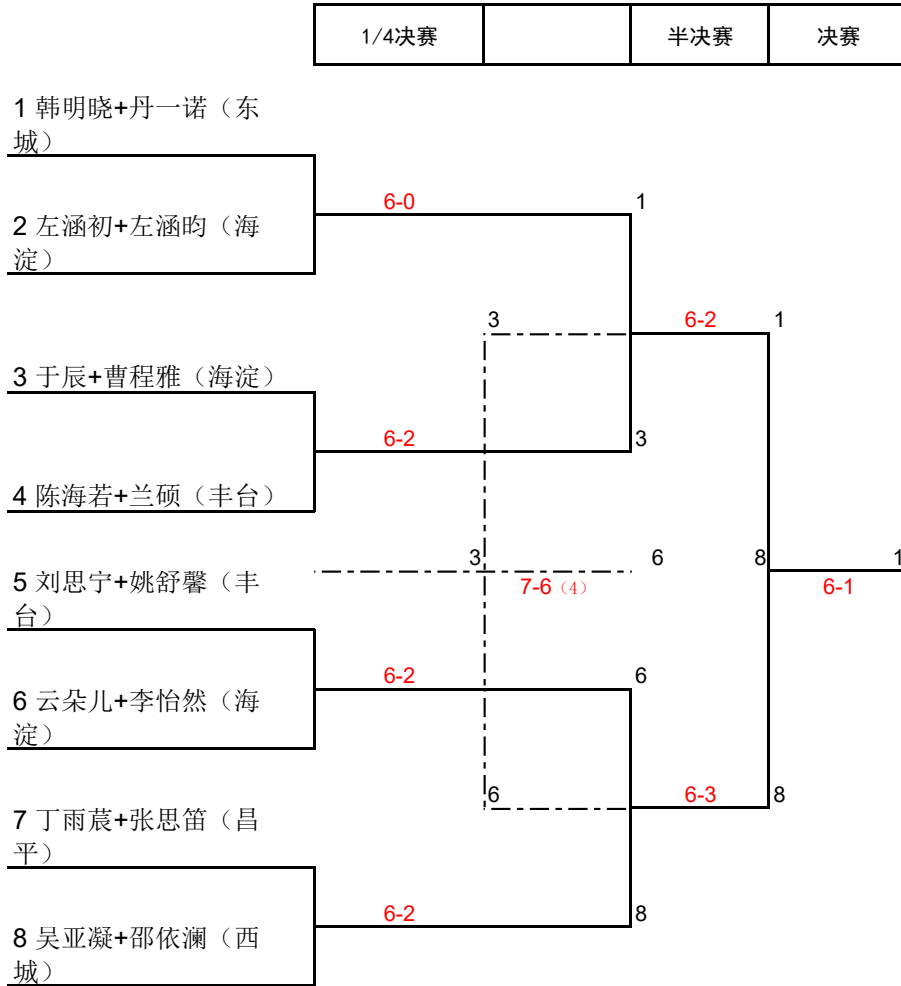 1/4决赛 半决赛 决赛
1 韩明晓+丹一诺（东
城）
6-0 1
2 左涵初+左涵昀（海
淀）
3 6-2 1
3 于辰+曹程雅（海淀）
6-2 3
4 陈海若+兰硕（丰台）
3 6 8 1
5 刘思宁+姚舒馨（丰
台）
7-6（4） 6-1
6-2 6
6 云朵儿+李怡然（海
淀）
6 6-3 8
7 丁雨莀+张思笛（昌
平）
6-2 8
8 吴亚凝+邵依澜（西
城）